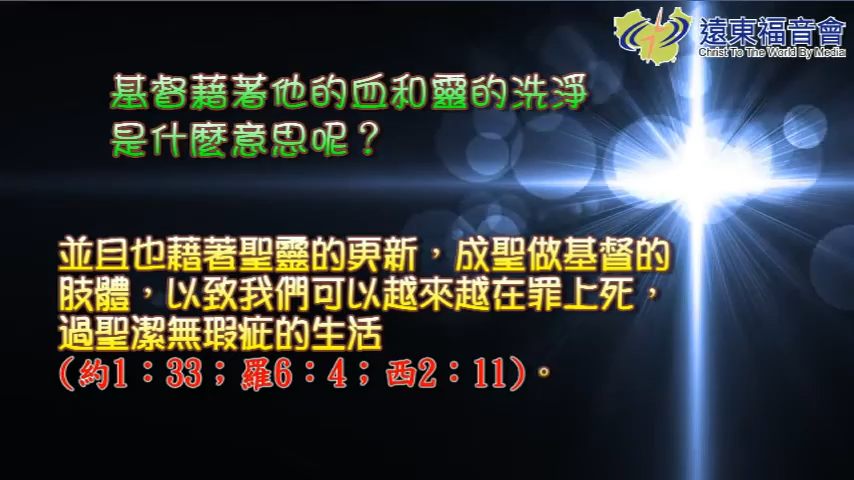 遠東福音會
Christ To The World By Media
基督藉著他的血和靈的洗淨
是什麼意思呢？
並且也藉著聖靈的更新，成聖做基督的
肢體，以致我們可以越來越在罪上死，
過聖潔無瑕疵的生活
(約1：33；羅6：4；西2：11)。